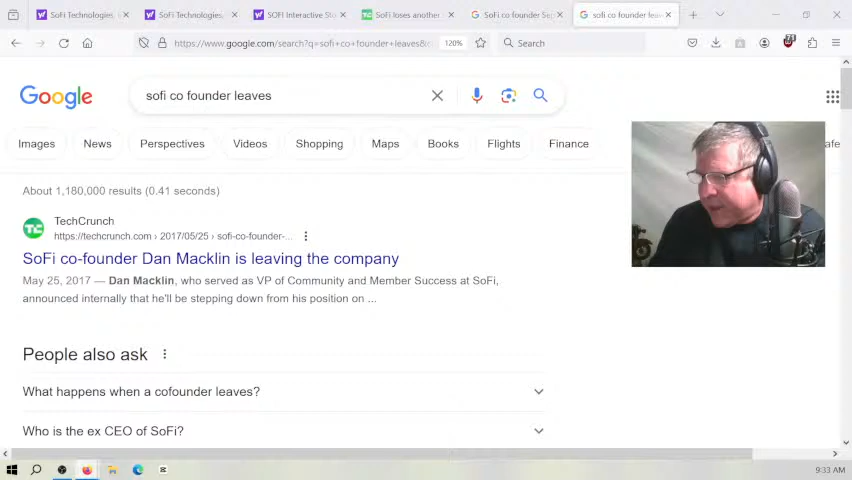 SoFi Technologies,
SoFi Technologies,
SOFI Interactive Sto
SoFi loses another
SoFi co founder Sep
sofi co founder leave
https://www.google.com/search?q=sofi+co+founder+leaves&
120%
Search
Google
sofi co founder leaves
Images
News
Perspectives
Videos
Shopping
Maps
Books
Flights
Finance
About 1,180,000 results (0.41 seconds)
TC
TechCrunch
https://techcrunch.com › 2017/05/25 › sofi-co-founder-...
SoFi co-founder Dan Macklin is leaving the company
May 25, 2017 — Dan Macklin, who served as VP of Community and Member Success at SoFi,
announced internally that he'll be stepping down from his position on ...
People also ask
What happens when a cofounder leaves?
Who is the ex CEO of SoFi?
9:33 AM